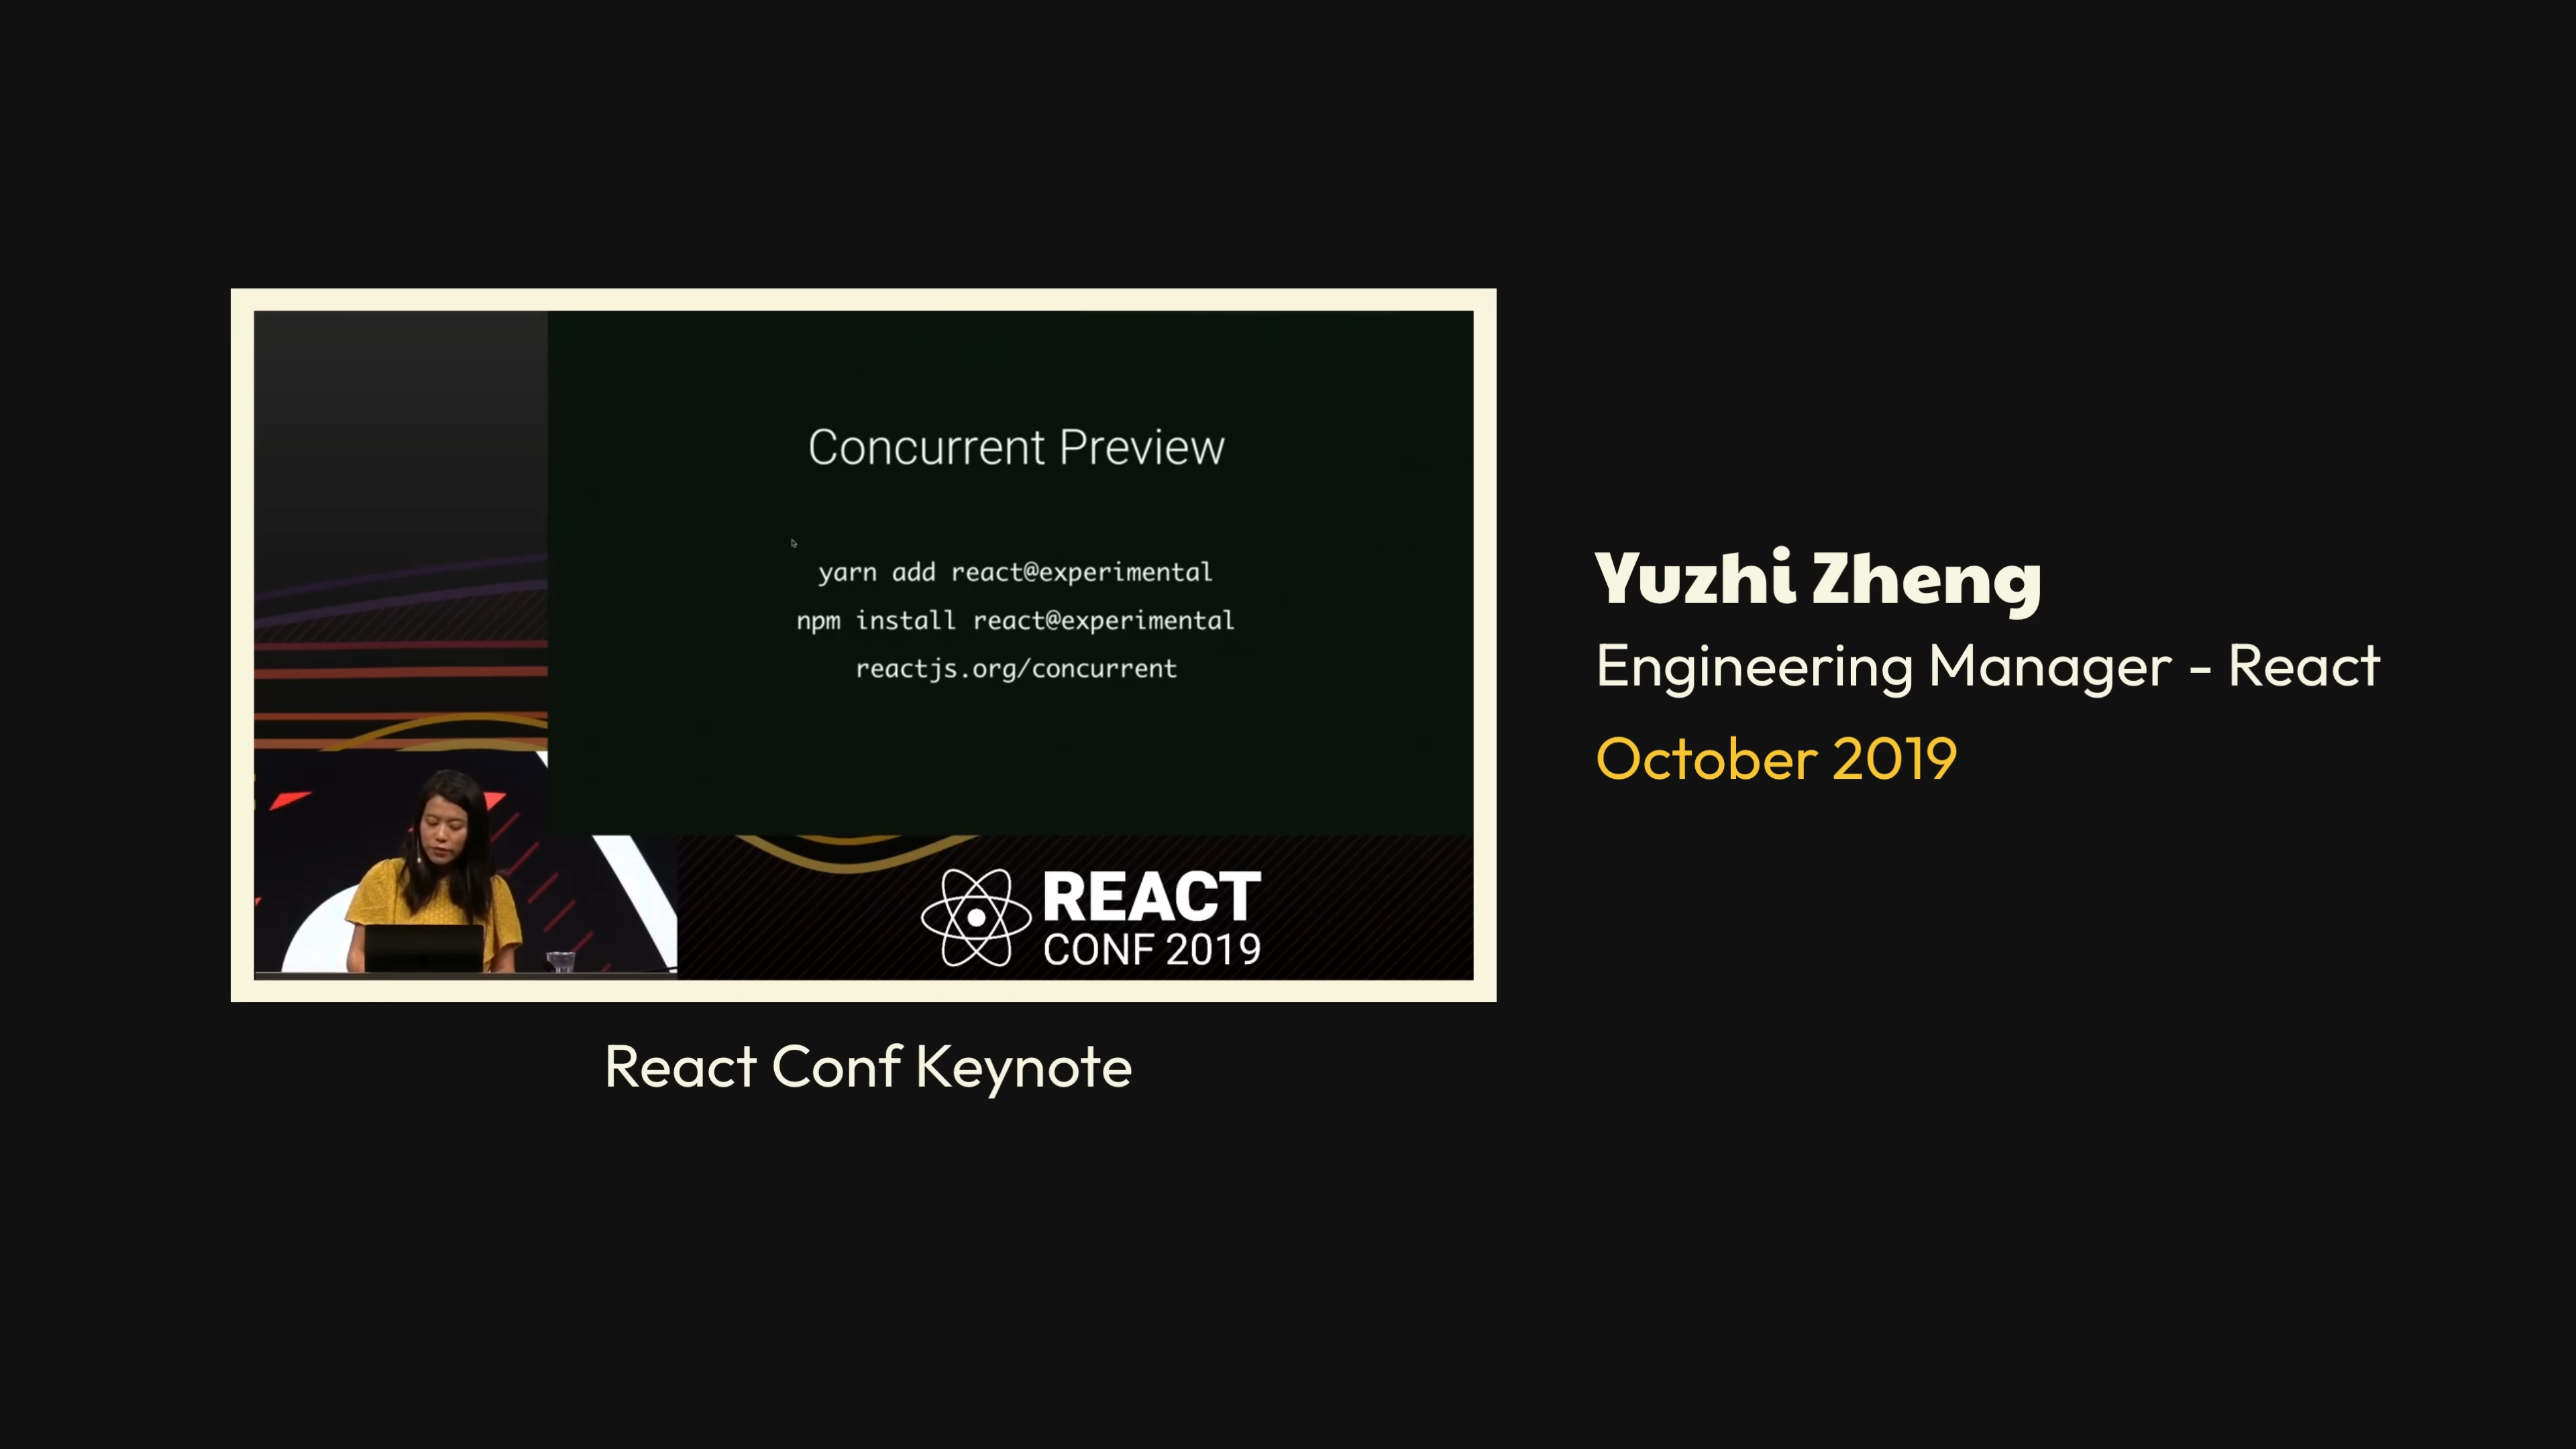 Concurrent Preview
yarn add react@experimental
npm install react@experimental
reactjs.org/concurrent
REACT
CONF 2019
React Conf Keynote
Yuzhi Zheng
Engineering Manager - React
October 2019